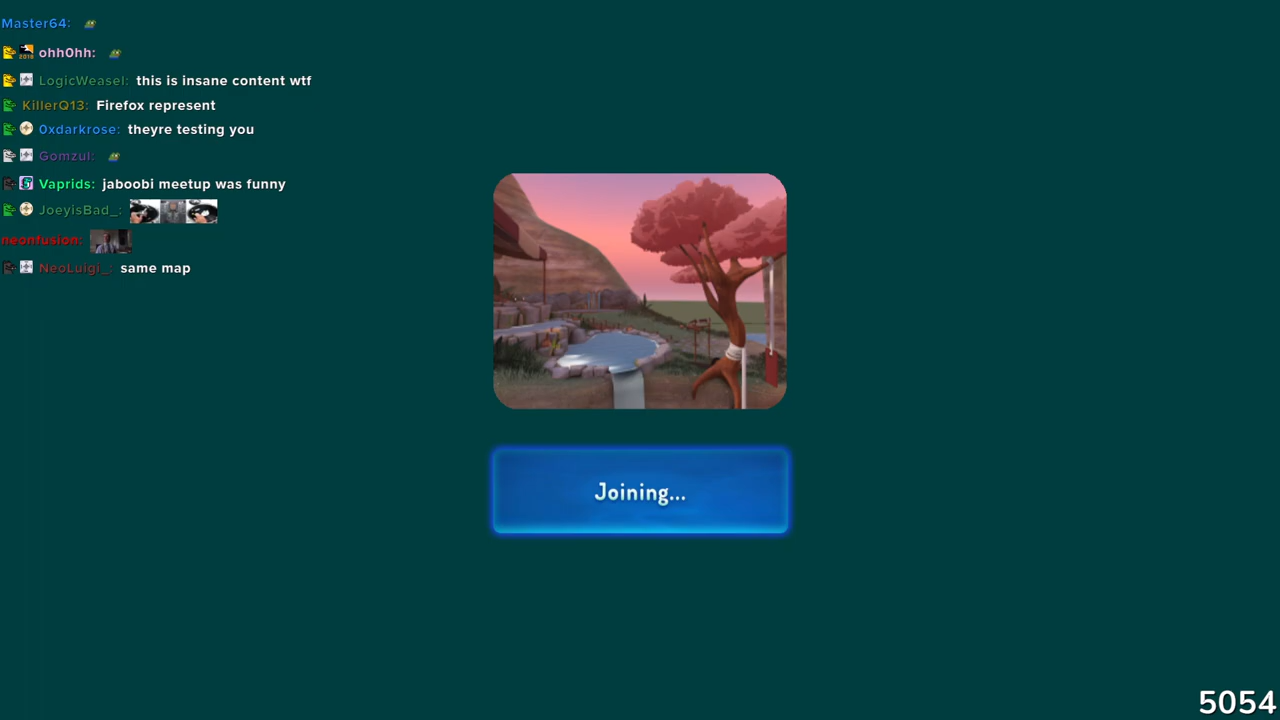 Master64:
ohh0hh:
LogicWeasel: this is insane content wtf
KillerQ13: Firefox represent
0xdarkrose: theyre testing you
Gomzul:
Vaprids: jaboobi meetup was funny
JoeyisBad_:
neonfusion:
NeoLuigi_: same map
Joining...
5054